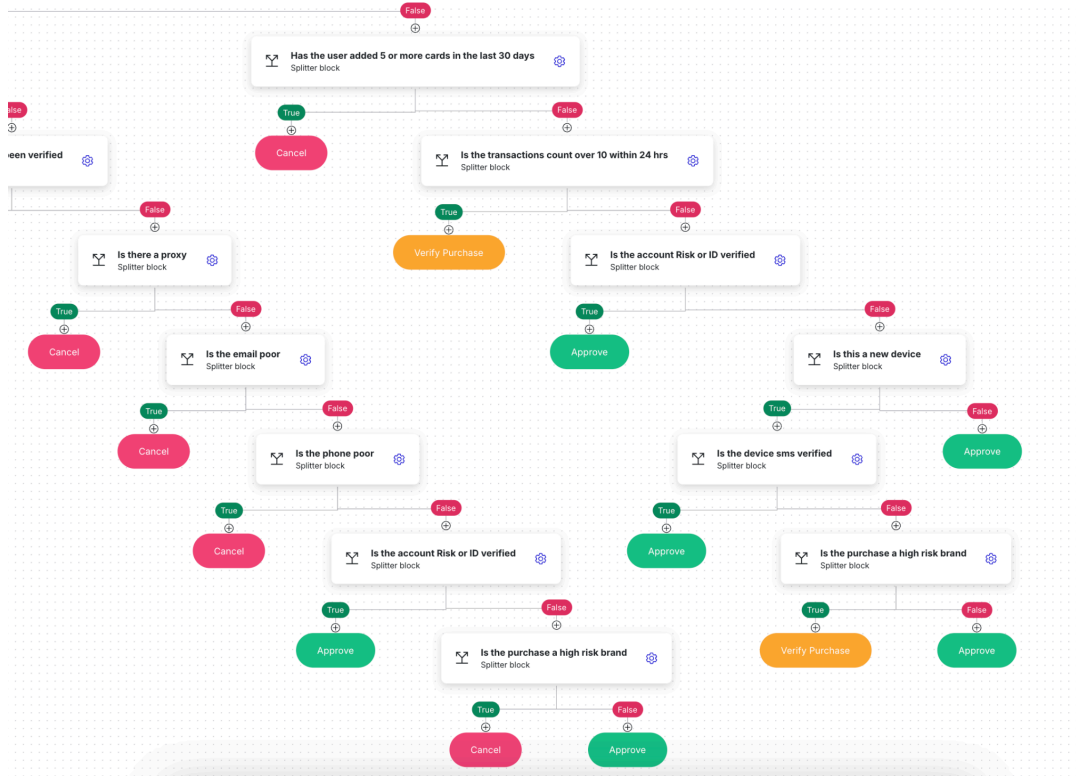 False
Has the user added 5 or more cards in the last 30 days
Splitter block
True
False
Cancel
Is the transactions count over 10 within 24 hrs
Splitter block
been verified
False
True
False
Is there a proxy
Splitter block
Verify Purchase
Is the account Risk or ID verified
Splitter block
True
False
True
False
Cancel
Is the email poor
Splitter block
Approve
Is this a new device
Splitter block
True
False
True
False
Cancel
Is the phone poor
Splitter block
Is the device sms verified
Splitter block
Approve
True
False
True
False
Cancel
Is the account Risk or ID verified
Splitter block
Approve
Is the purchase a high risk brand
Splitter block
True
False
True
False
Approve
Is the purchase a high risk brand
Splitter block
Verify Purchase
Approve
True
False
Cancel
Approve